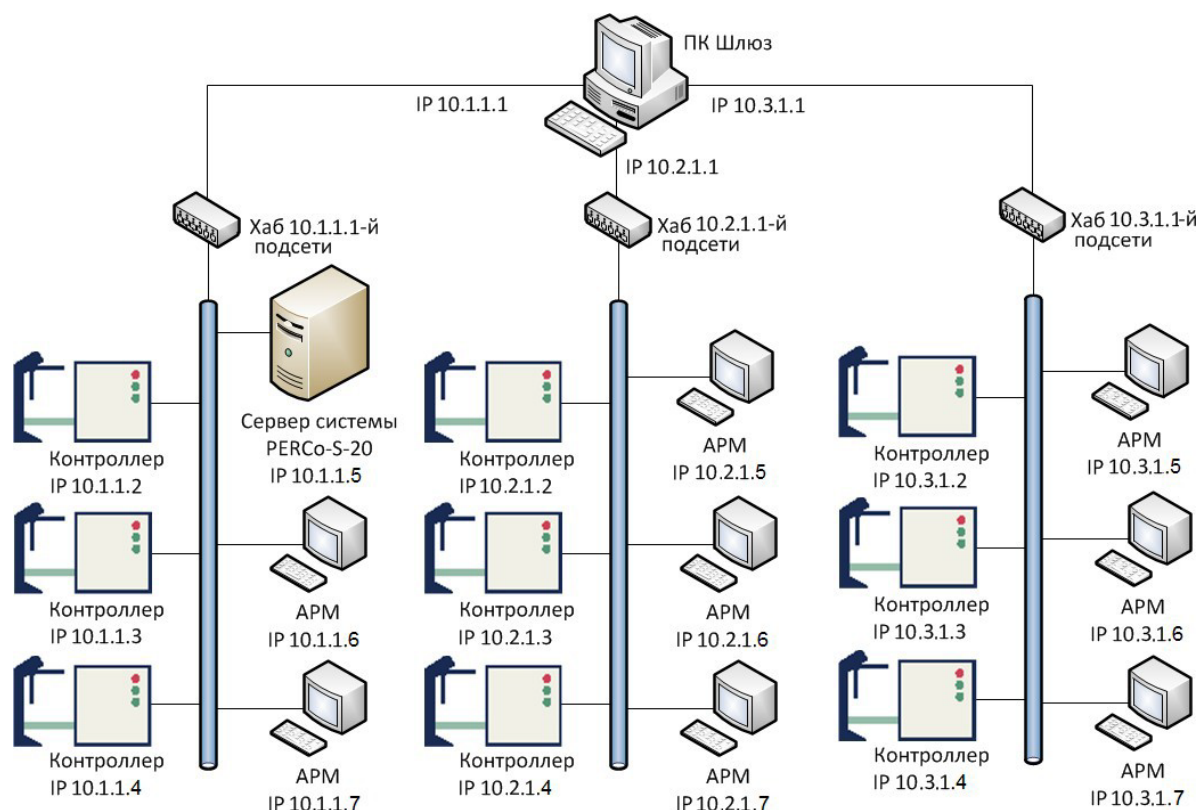 ПК Шлюз
IP 10.1.1.1
IP 10.3.1.1
IP 10.2.1.1
Хаб 10.1.1.1-й
подсети
Хаб 10.2.1.1-й
подсети
Хаб 10.3.1.1-й
подсети
Сервер системы
PERCo-S-20
IP 10.1.1.5
Контроллер
IP 10.1.1.2
Контроллер
IP 10.1.1.3
АРМ
IP 10.1.1.6
Контроллер
IP 10.1.1.4
АРМ
IP 10.1.1.7
Контроллер
IP 10.2.1.2
АРМ
IP 10.2.1.5
Контроллер
IP 10.2.1.3
АРМ
IP 10.2.1.6
Контроллер
IP 10.2.1.4
АРМ
IP 10.2.1.7
Контроллер
IP 10.3.1.2
АРМ
IP 10.3.1.5
Контроллер
IP 10.3.1.3
АРМ
IP 10.3.1.6
Контроллер
IP 10.3.1.4
АРМ
IP 10.3.1.7